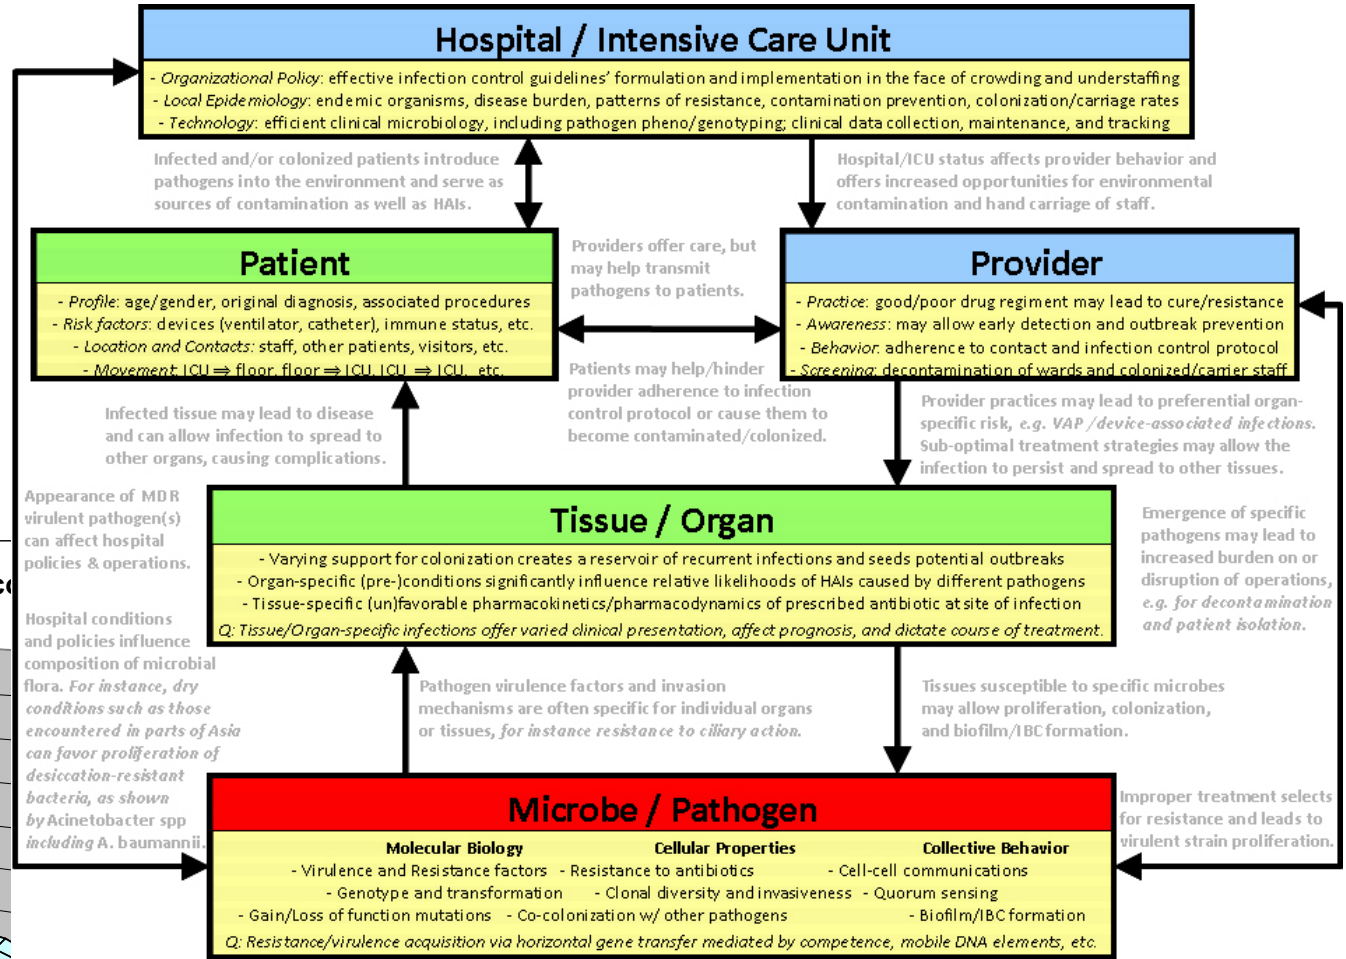 Hospital / Intensive Care Unit
- Organizational Policy: effective infection control guidelines' formulation and implementation in the face of crowding and understaffing
- Local Epidemiology: endemic organisms, disease burden, patterns of resistance, contamination prevention, colonization/carriage rates
- Technology: efficient clinical microbiology, including pathogen pheno/genotyping; clinical data collection, maintenance, and tracking
Infected and/or colonized patients introduce
pathogens into the environment and serve as
sources of contamination as well as HAIs.
Hospital/ICU status affects provider behavior and
offers increased opportunities for environmental
contamination and hand carriage of staff.
Patient
- Profile: age/gender, original diagnosis, associated procedures
- Risk factors: devices (ventilator, catheter), immune status, etc.
- Location and Contacts: staff, other patients, visitors, etc.
- Movement: ICU ⇒ floor, floor ⇒ ICU, ICU ⇒ ICU, etc.
Providers offer care, but
may help transmit
pathogens to patients.
Patients may help/hinder
provider adherence to infection
control protocol or cause them to
become contaminated/colonized.
Provider
- Practice: good/poor drug regiment may lead to cure/resistance
- Awareness: may allow early detection and outbreak prevention
- Behavior: adherence to contact and infection control protocol
- Screening: decontamination of wards and colonized/carrier staff
Infected tissue may lead to disease
and can allow infection to spread to
other organs, causing complications.
Provider practices may lead to preferential organ-
specific risk, e.g. VAP /device-associated infections.
Sub-optimal treatment strategies may allow the
infection to persist and spread to other tissues.
Appearance of MDR
virulent pathogen(s)
can affect hospital
policies & operations.
Tissue / Organ
- Varying support for colonization creates a reservoir of recurrent infections and seeds potential outbreaks
- Organ-specific (pre-)conditions significantly influence relative likelihoods of HAIs caused by different pathogens
- Tissue-specific (un)favorable pharmacokinetics/pharmacodynamics of prescribed antibiotic at site of infection
Q: Tissue/Organ-specific infections offer varied clinical presentation, affect prognosis, and dictate course of treatment.
Emergence of specific
pathogens may lead to
increased burden on or
disruption of operations,
e.g. for decontamination
and patient isolation.
Hospital conditions
and policies influence
composition of microbial
flora. For instance, dry
conditions such as those
encountered in parts of Asia
can favor proliferation of
desiccation-resistant
bacteria, as shown
by Acinetobacter spp
including A. baumannii.
Pathogen virulence factors and invasion
mechanisms are often specific for individual organs
or tissues, for instance resistance to ciliary action.
Tissues susceptible to specific microbes
may allow proliferation, colonization,
and biofilm/IBC formation.
Microbe / Pathogen
Molecular Biology Cellular Properties Collective Behavior
- Virulence and Resistance factors - Resistance to antibiotics - Cell-cell communications
- Genotype and transformation - Clonal diversity and invasiveness - Quorum sensing
- Gain/Loss of function mutations - Co-colonization w/ other pathogens - Biofilm/IBC formation
Q: Resistance/virulence acquisition via horizontal gene transfer mediated by competence, mobile DNA elements, etc.
Improper treatment selects
for resistance and leads to
virulent strain proliferation.